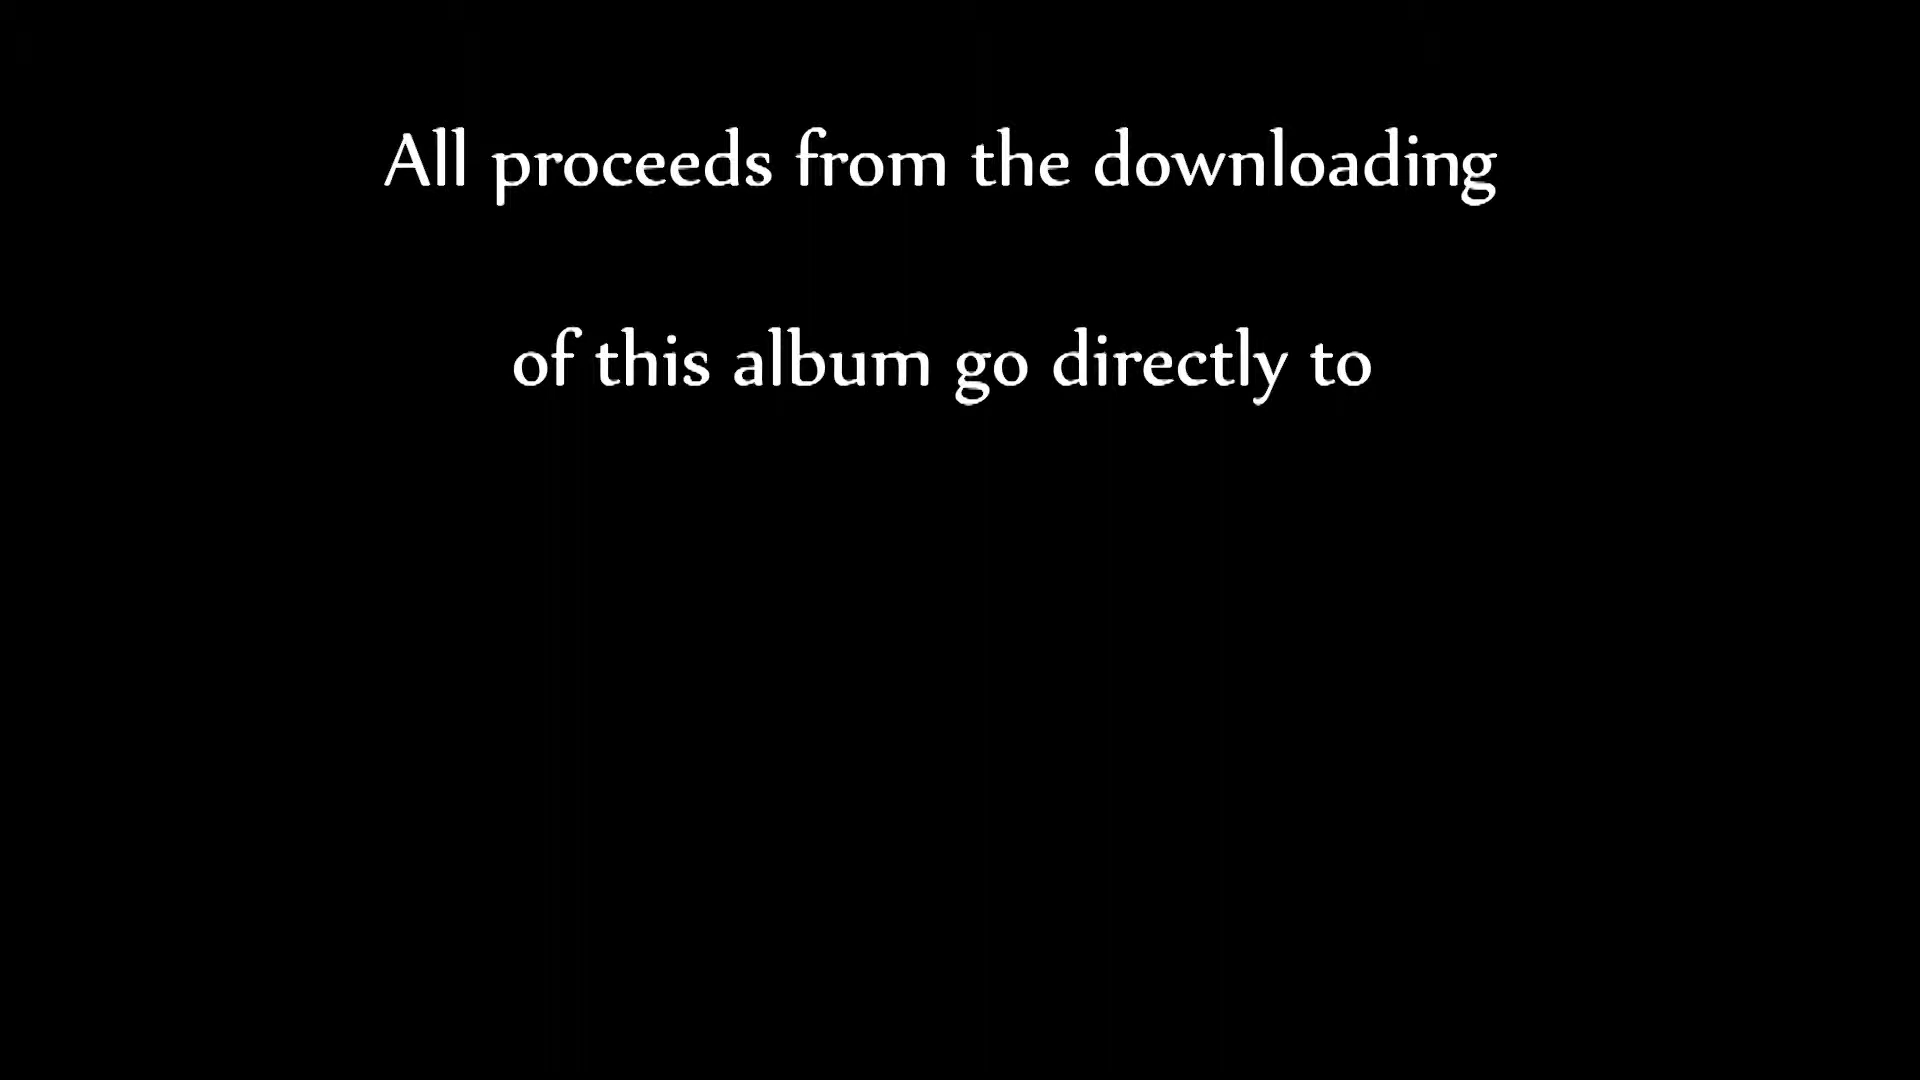 All proceeds from the downloading
of this album go directly to